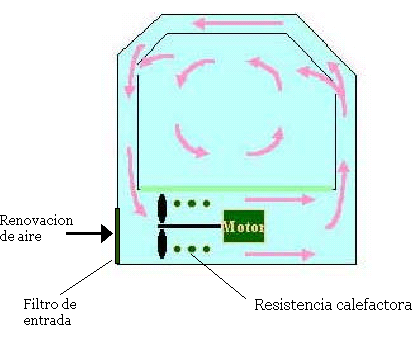 Renovacion
de aire
Motor
Filtro de
entrada
Resistencia calefactora